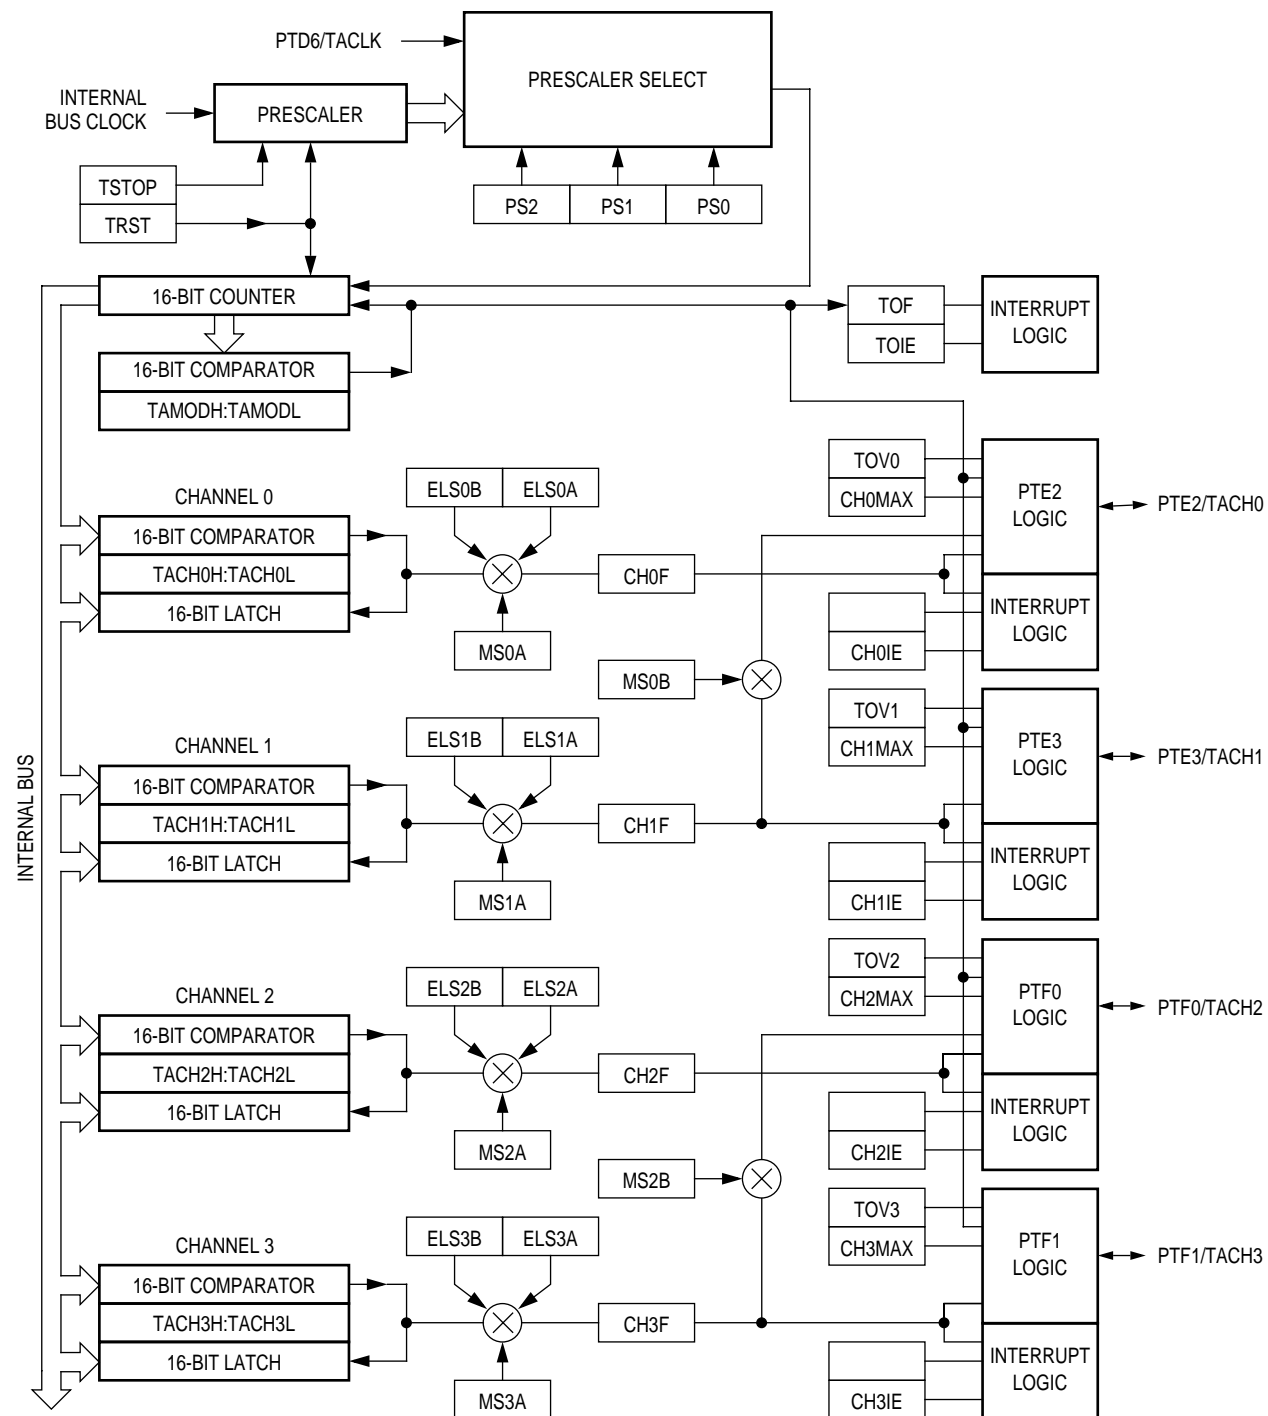 PTD6/TACLK
PRESCALER SELECT
INTERNAL
BUS CLOCK
PRESCALER
TSTOP
TRST
PS2
PS1
PS0
16-BIT COUNTER
16-BIT COMPARATOR
TAMODH:TAMODL
TOF
TOIE
INTERRUPT
LOGIC
INTERNAL BUS
CHANNEL 0
16-BIT COMPARATOR
TACH0H:TACH0L
16-BIT LATCH
ELS0B
ELS0A
MS0A
CH0F
MS0B
TOV0
CH0MAX
PTE2
LOGIC
PTE2/TACH0
CH0IE
INTERRUPT
LOGIC
CHANNEL 1
16-BIT COMPARATOR
TACH1H:TACH1L
16-BIT LATCH
ELS1B
ELS1A
MS1A
CH1F
TOV1
CH1MAX
PTE3
LOGIC
PTE3/TACH1
CH1IE
INTERRUPT
LOGIC
CHANNEL 2
16-BIT COMPARATOR
TACH2H:TACH2L
16-BIT LATCH
ELS2B
ELS2A
MS2A
CH2F
MS2B
TOV2
CH2MAX
PTF0
LOGIC
PTF0/TACH2
CH2IE
INTERRUPT
LOGIC
CHANNEL 3
16-BIT COMPARATOR
TACH3H:TACH3L
16-BIT LATCH
ELS3B
ELS3A
MS3A
CH3F
TOV3
CH3MAX
PTF1
LOGIC
PTF1/TACH3
CH3IE
INTERRUPT
LOGIC